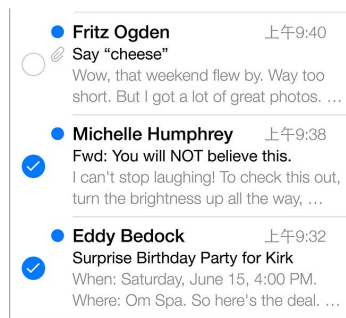 Fritz Ogden 上午9:40
Say “cheese”
Wow, that weekend flew by. Way too
short. But I got a lot of great photos. …
Michelle Humphrey 上午9:38
Fwd: You will NOT believe this.
I can't stop laughing! To check this out,
turn the brightness up all the way, …
Eddy Bedock 上午9:32
Surprise Birthday Party for Kirk
When: Saturday, June 15, 4:00 PM.
Where: Om Spa. So here's the deal. …